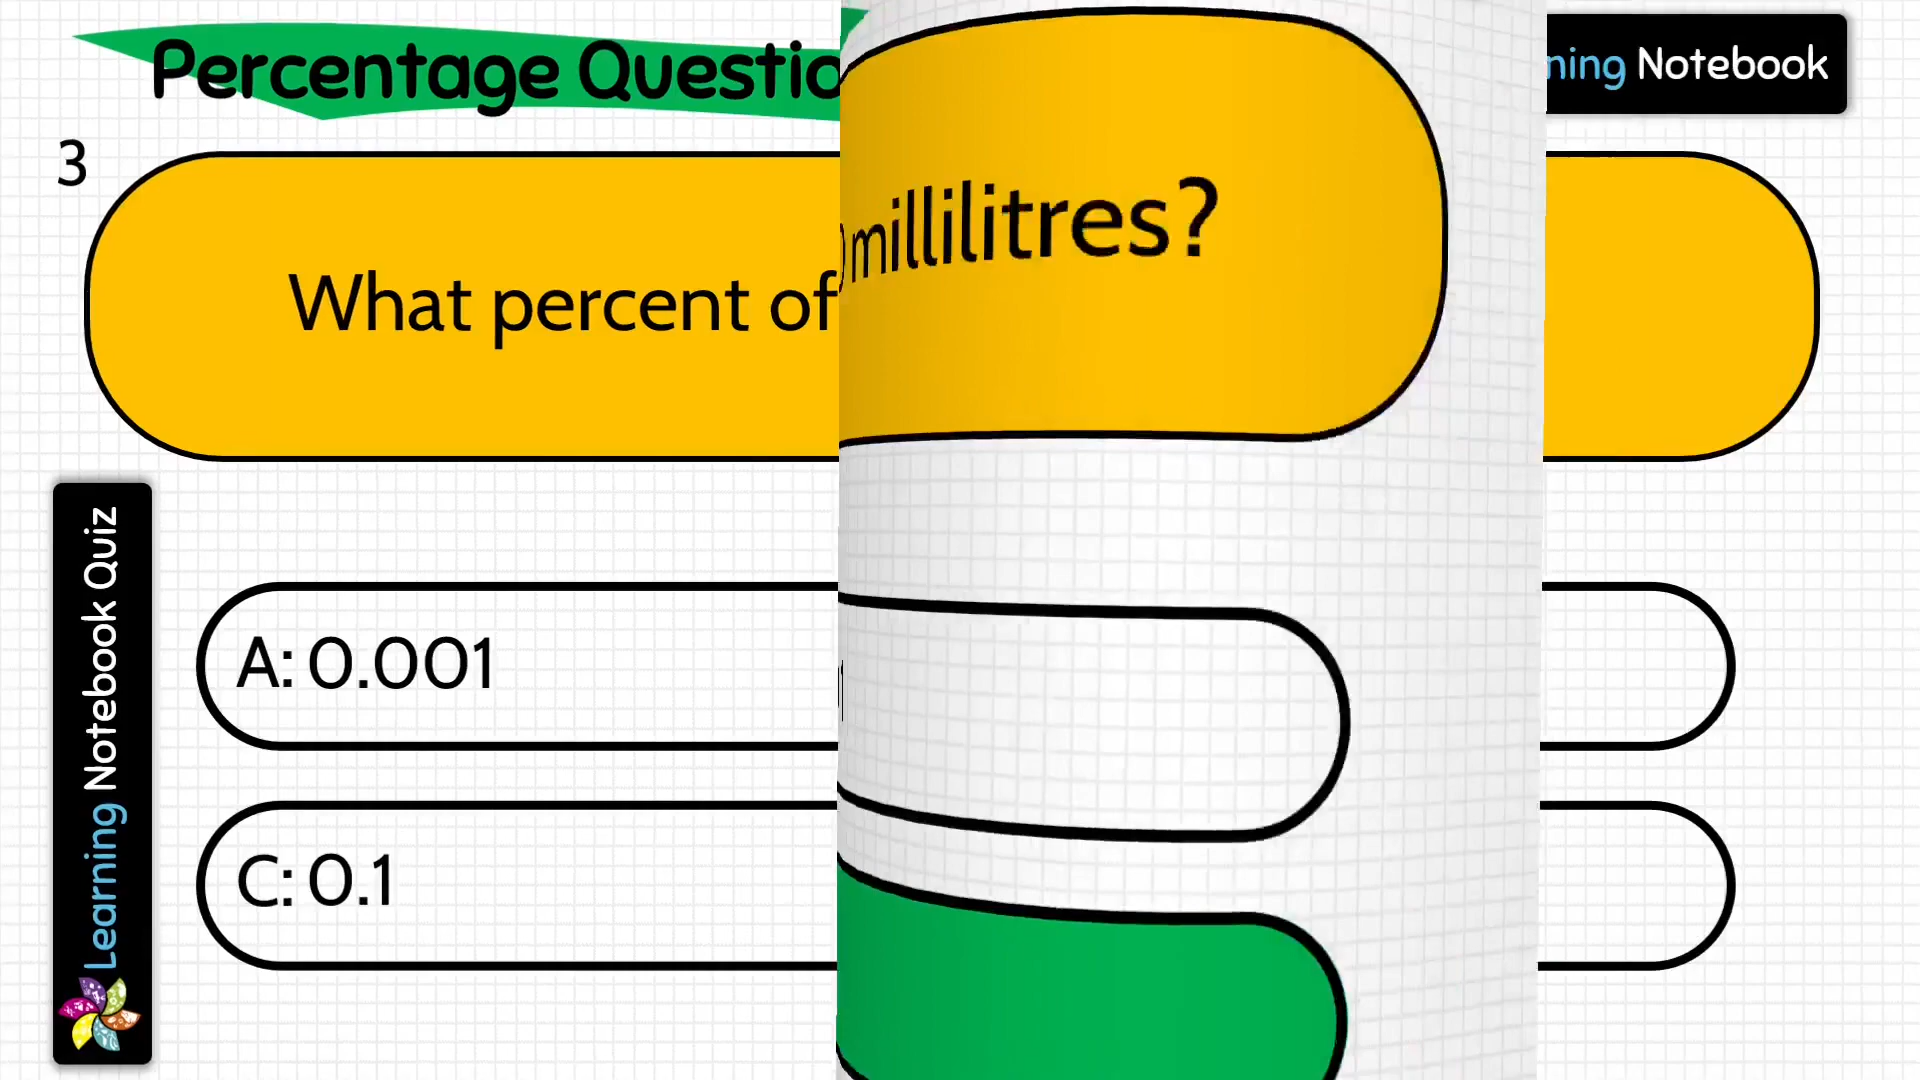 Percentage Questio
ning Notebook
3
What percent of
millilitres?
A: 0.001
C: 0.1
Learning Notebook Quiz